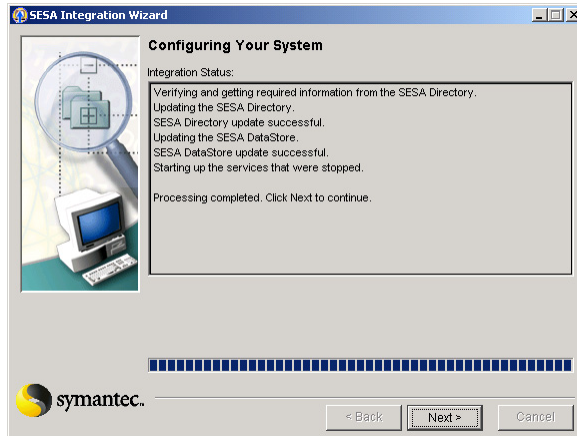 SESA Integration Wizard
Configuring Your System
Integration Status:
Verifying and getting required information from the SESA Directory.
Updating the SESA Directory.
SESA Directory update successful.
Updating the SESA DataStore.
SESA DataStore update successful.
Starting up the services that were stopped.
Processing completed. Click Next to continue.
symantec™
< Back
Next >
Cancel